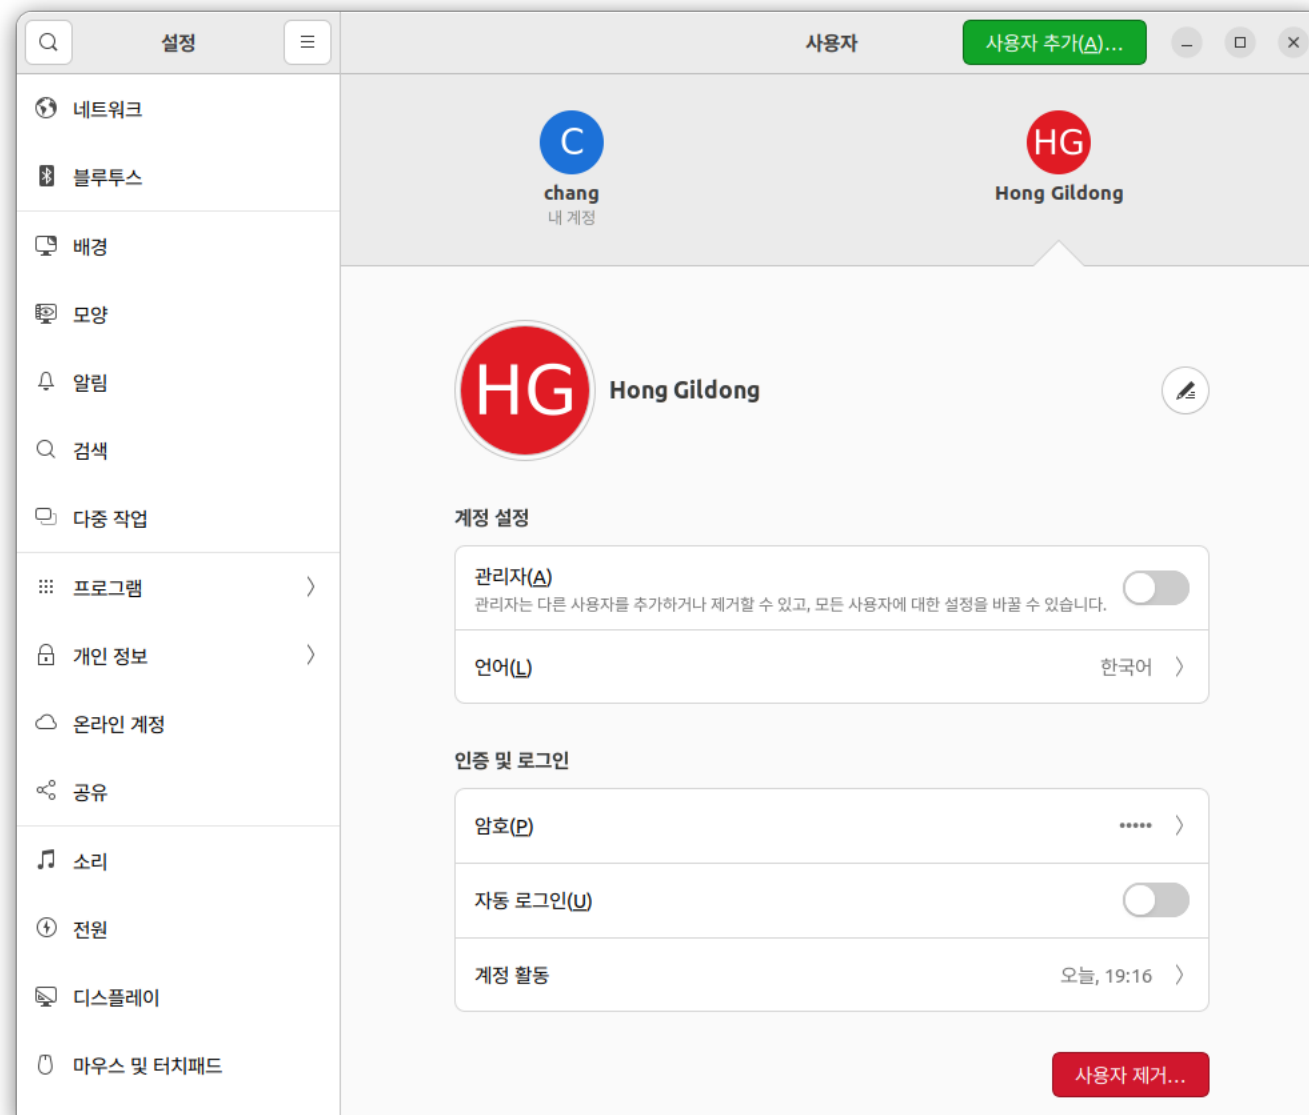 설정
사용자
사용자 추가(A)...
네트워크
블루투스
배경
모양
알림
검색
다중 작업
프로그램
개인 정보
온라인 계정
공유
소리
전원
디스플레이
마우스 및 터치패드
C
chang
내 계정
HG
Hong Gildong
HG
Hong Gildong
계정 설정
관리자(A)
관리자는 다른 사용자를 추가하거나 제거할 수 있고, 모든 사용자에 대한 설정을 바꿀 수 있습니다.
언어(L) 한국어
인증 및 로그인
암호(P) •••••
자동 로그인(U)
계정 활동 오늘, 19:16
사용자 제거...